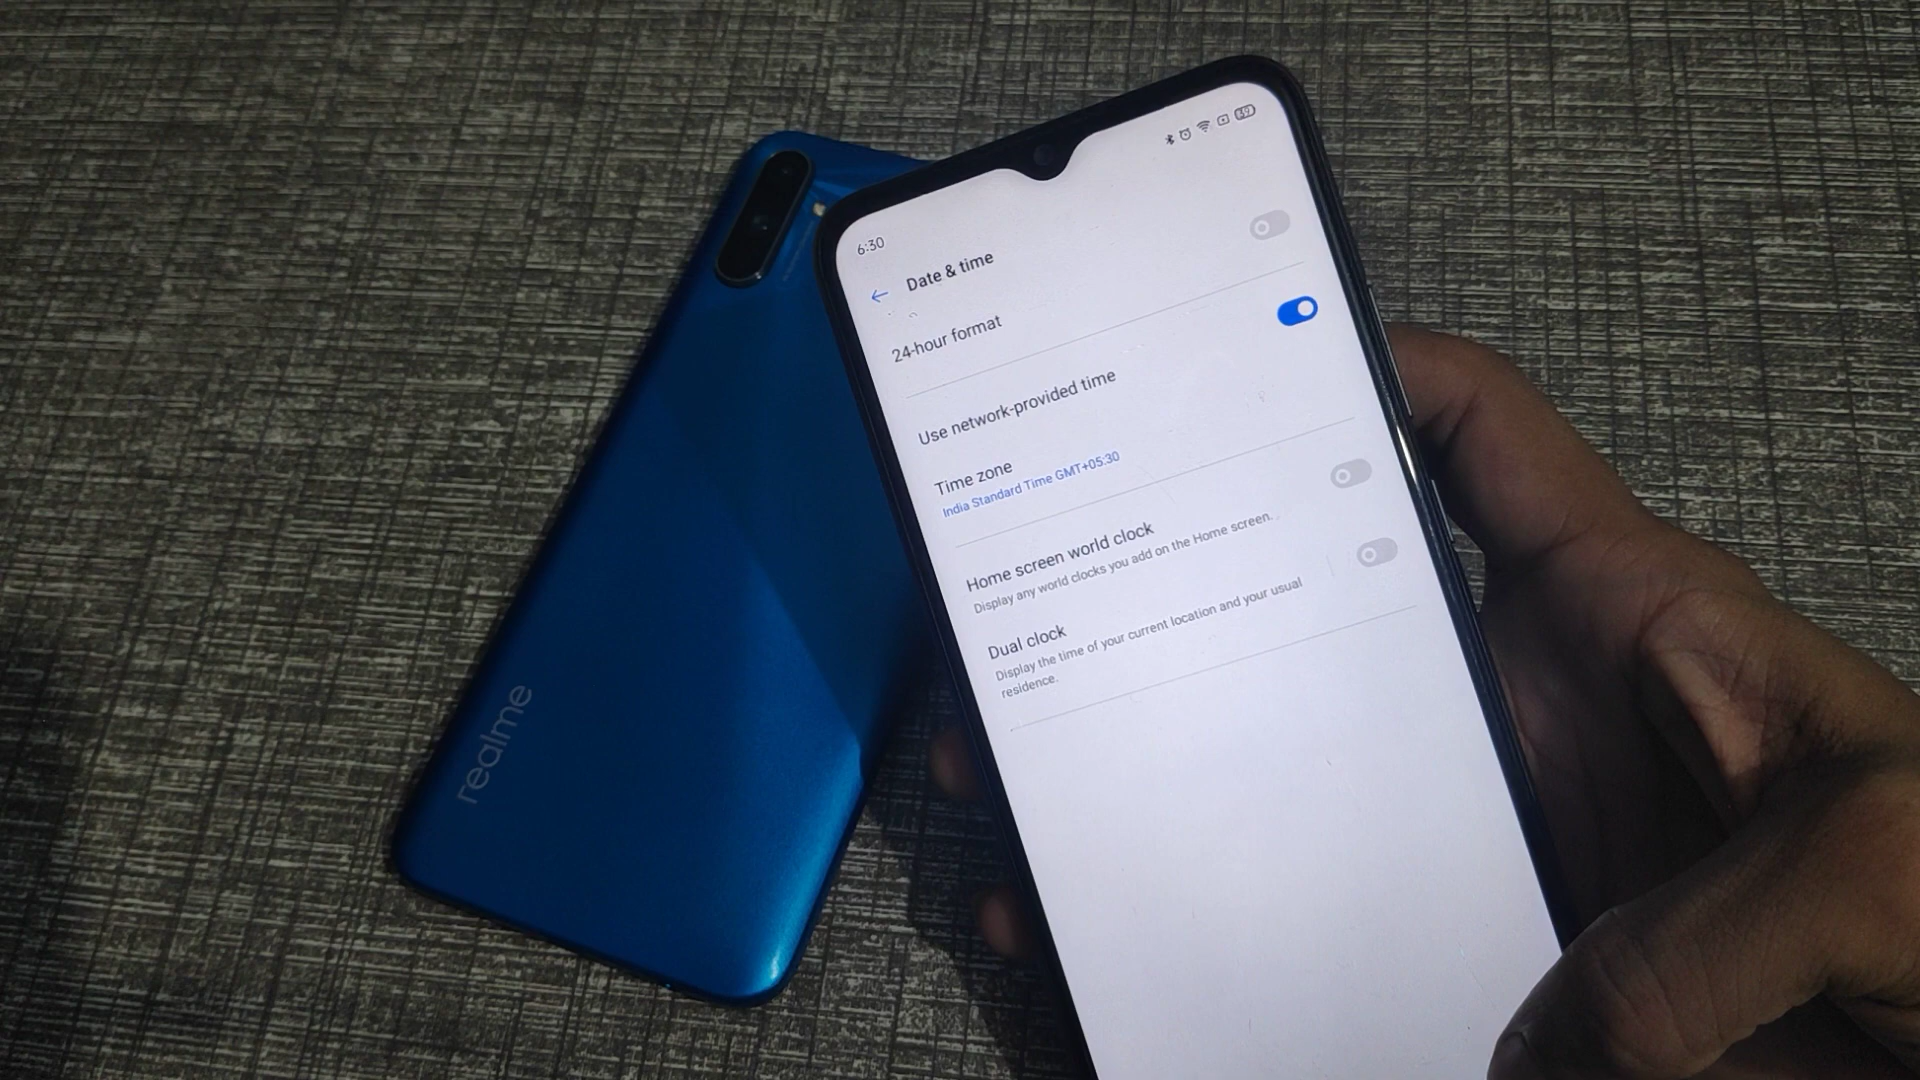 6:30
Date & time
24-hour format
Use network-provided time
Time zone
India Standard Time GMT+05:30
Home screen world clock
Display any world clocks you add on the Home screen.
Dual clock
Display the time of your current location and your usual
residence.
realme